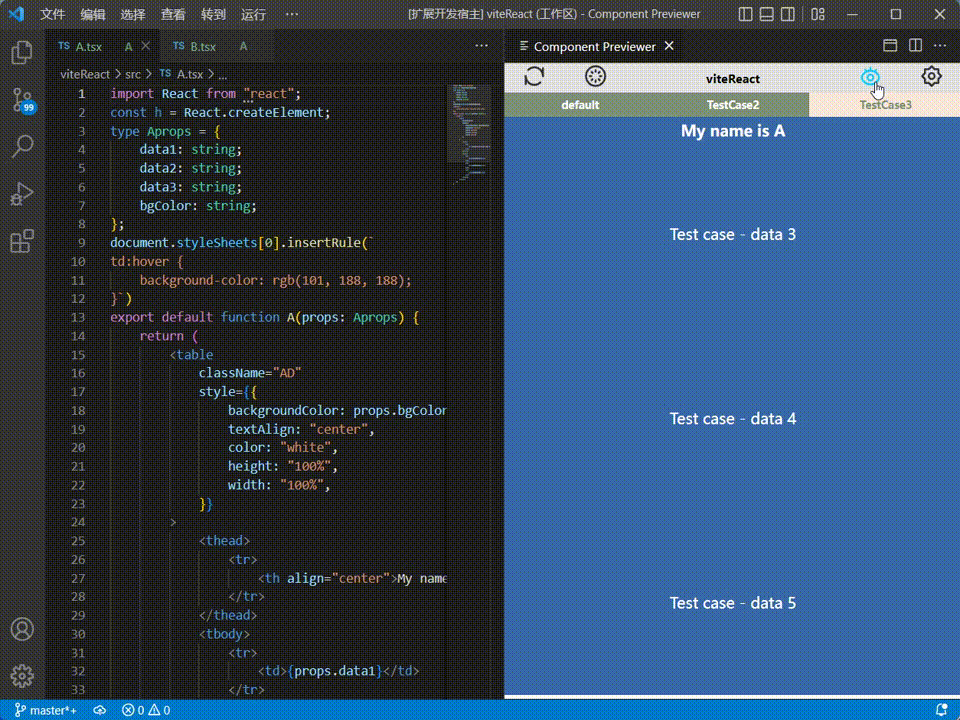 文件 编辑 选择 查看 转到 运行 ··· [扩展开发宿主] viteReact (工作区) - Component Previewer
TS A.tsx A × TS B.tsx A ···
Component Previewer × ···
viteReact > src > TS A.tsx > ...
viteReact
default TestCase2 TestCase3
99
1 import React from "react";
2 const h = React.createElement;
3 type Aprops = {
4 data1: string;
5 data2: string;
6 data3: string;
7 bgColor: string;
8 };
9 document.styleSheets[0].insertRule(`
10 td:hover {
11 background-color: rgb(101, 188, 188);
12 }`)
13 export default function A(props: Aprops) {
14 return (
15 <table
16 className="AD"
17 style={{
18 backgroundColor: props.bgColor
19 textAlign: "center",
20 color: "white",
21 height: "100%",
22 width: "100%",
23 }}
24 >
25 <thead>
26 <tr>
27 <th align="center">My name
28 </tr>
29 </thead>
30 <tbody>
31 <tr>
32 <td>{props.data1}</td>
33 </tr>
My name is A
Test case - data 3
Test case - data 4
Test case - data 5
master*+ 0 0